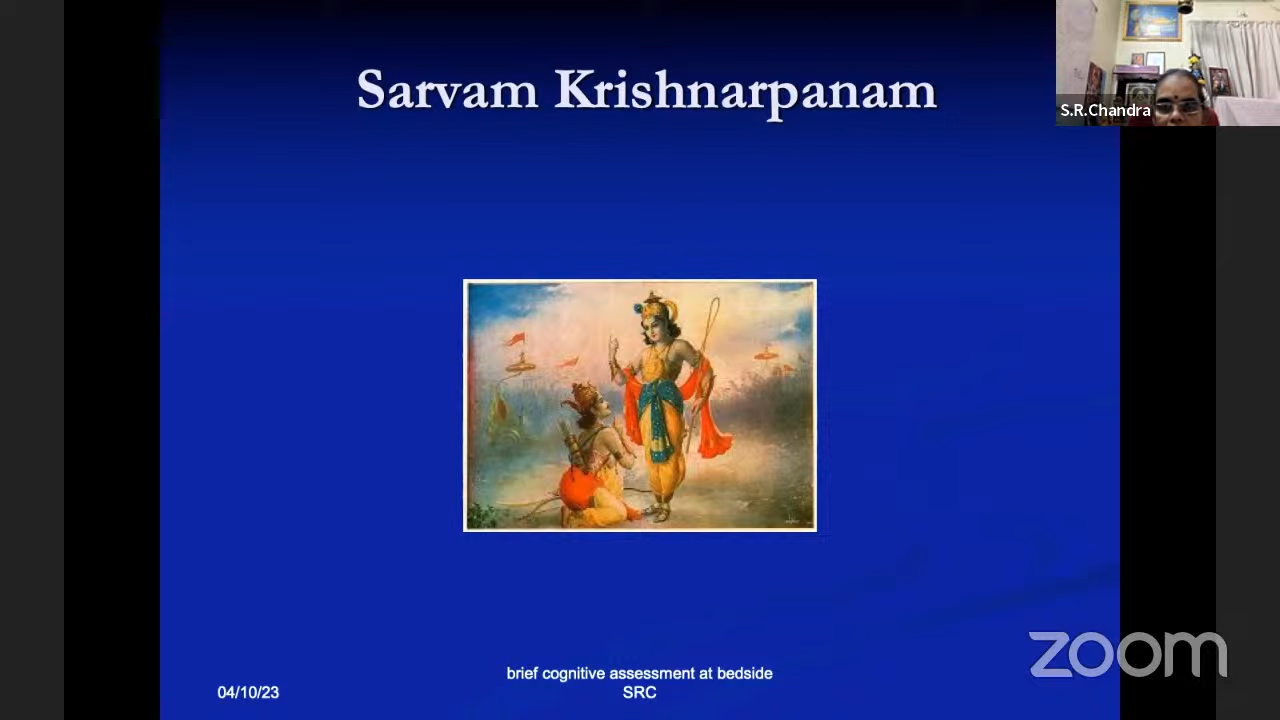 Sarvam Krishnarpanam
S.R.Chandra
zoom
brief cognitive assessment at bedside
04/10/23
SRC